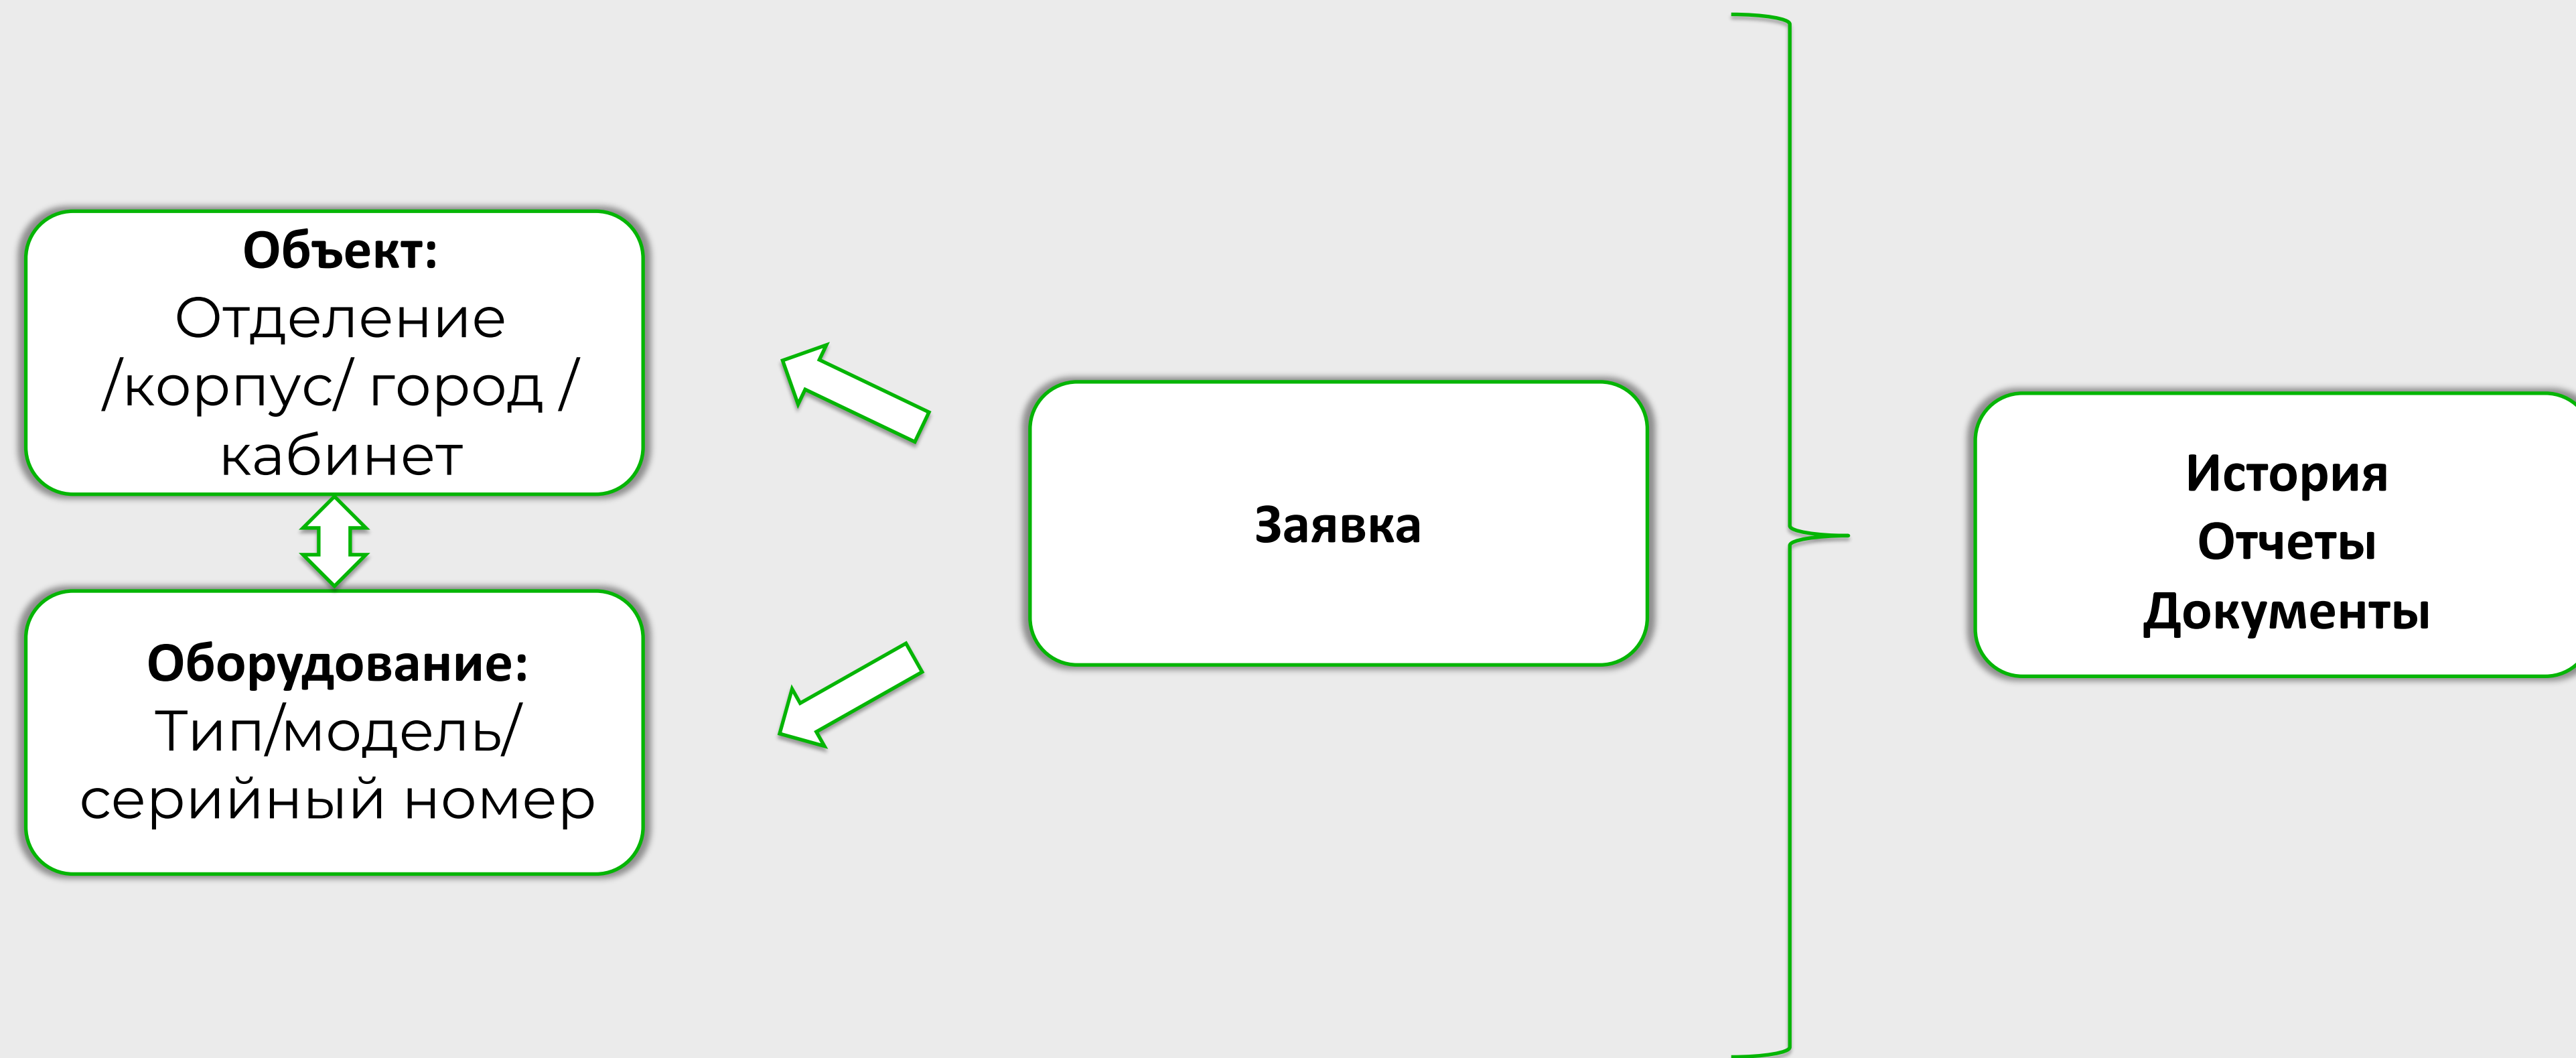 Объект:
Отделение
/корпус/ город /
кабинет
Оборудование:
Тип/модель/
серийный номер
Заявка
История
Отчеты
Документы